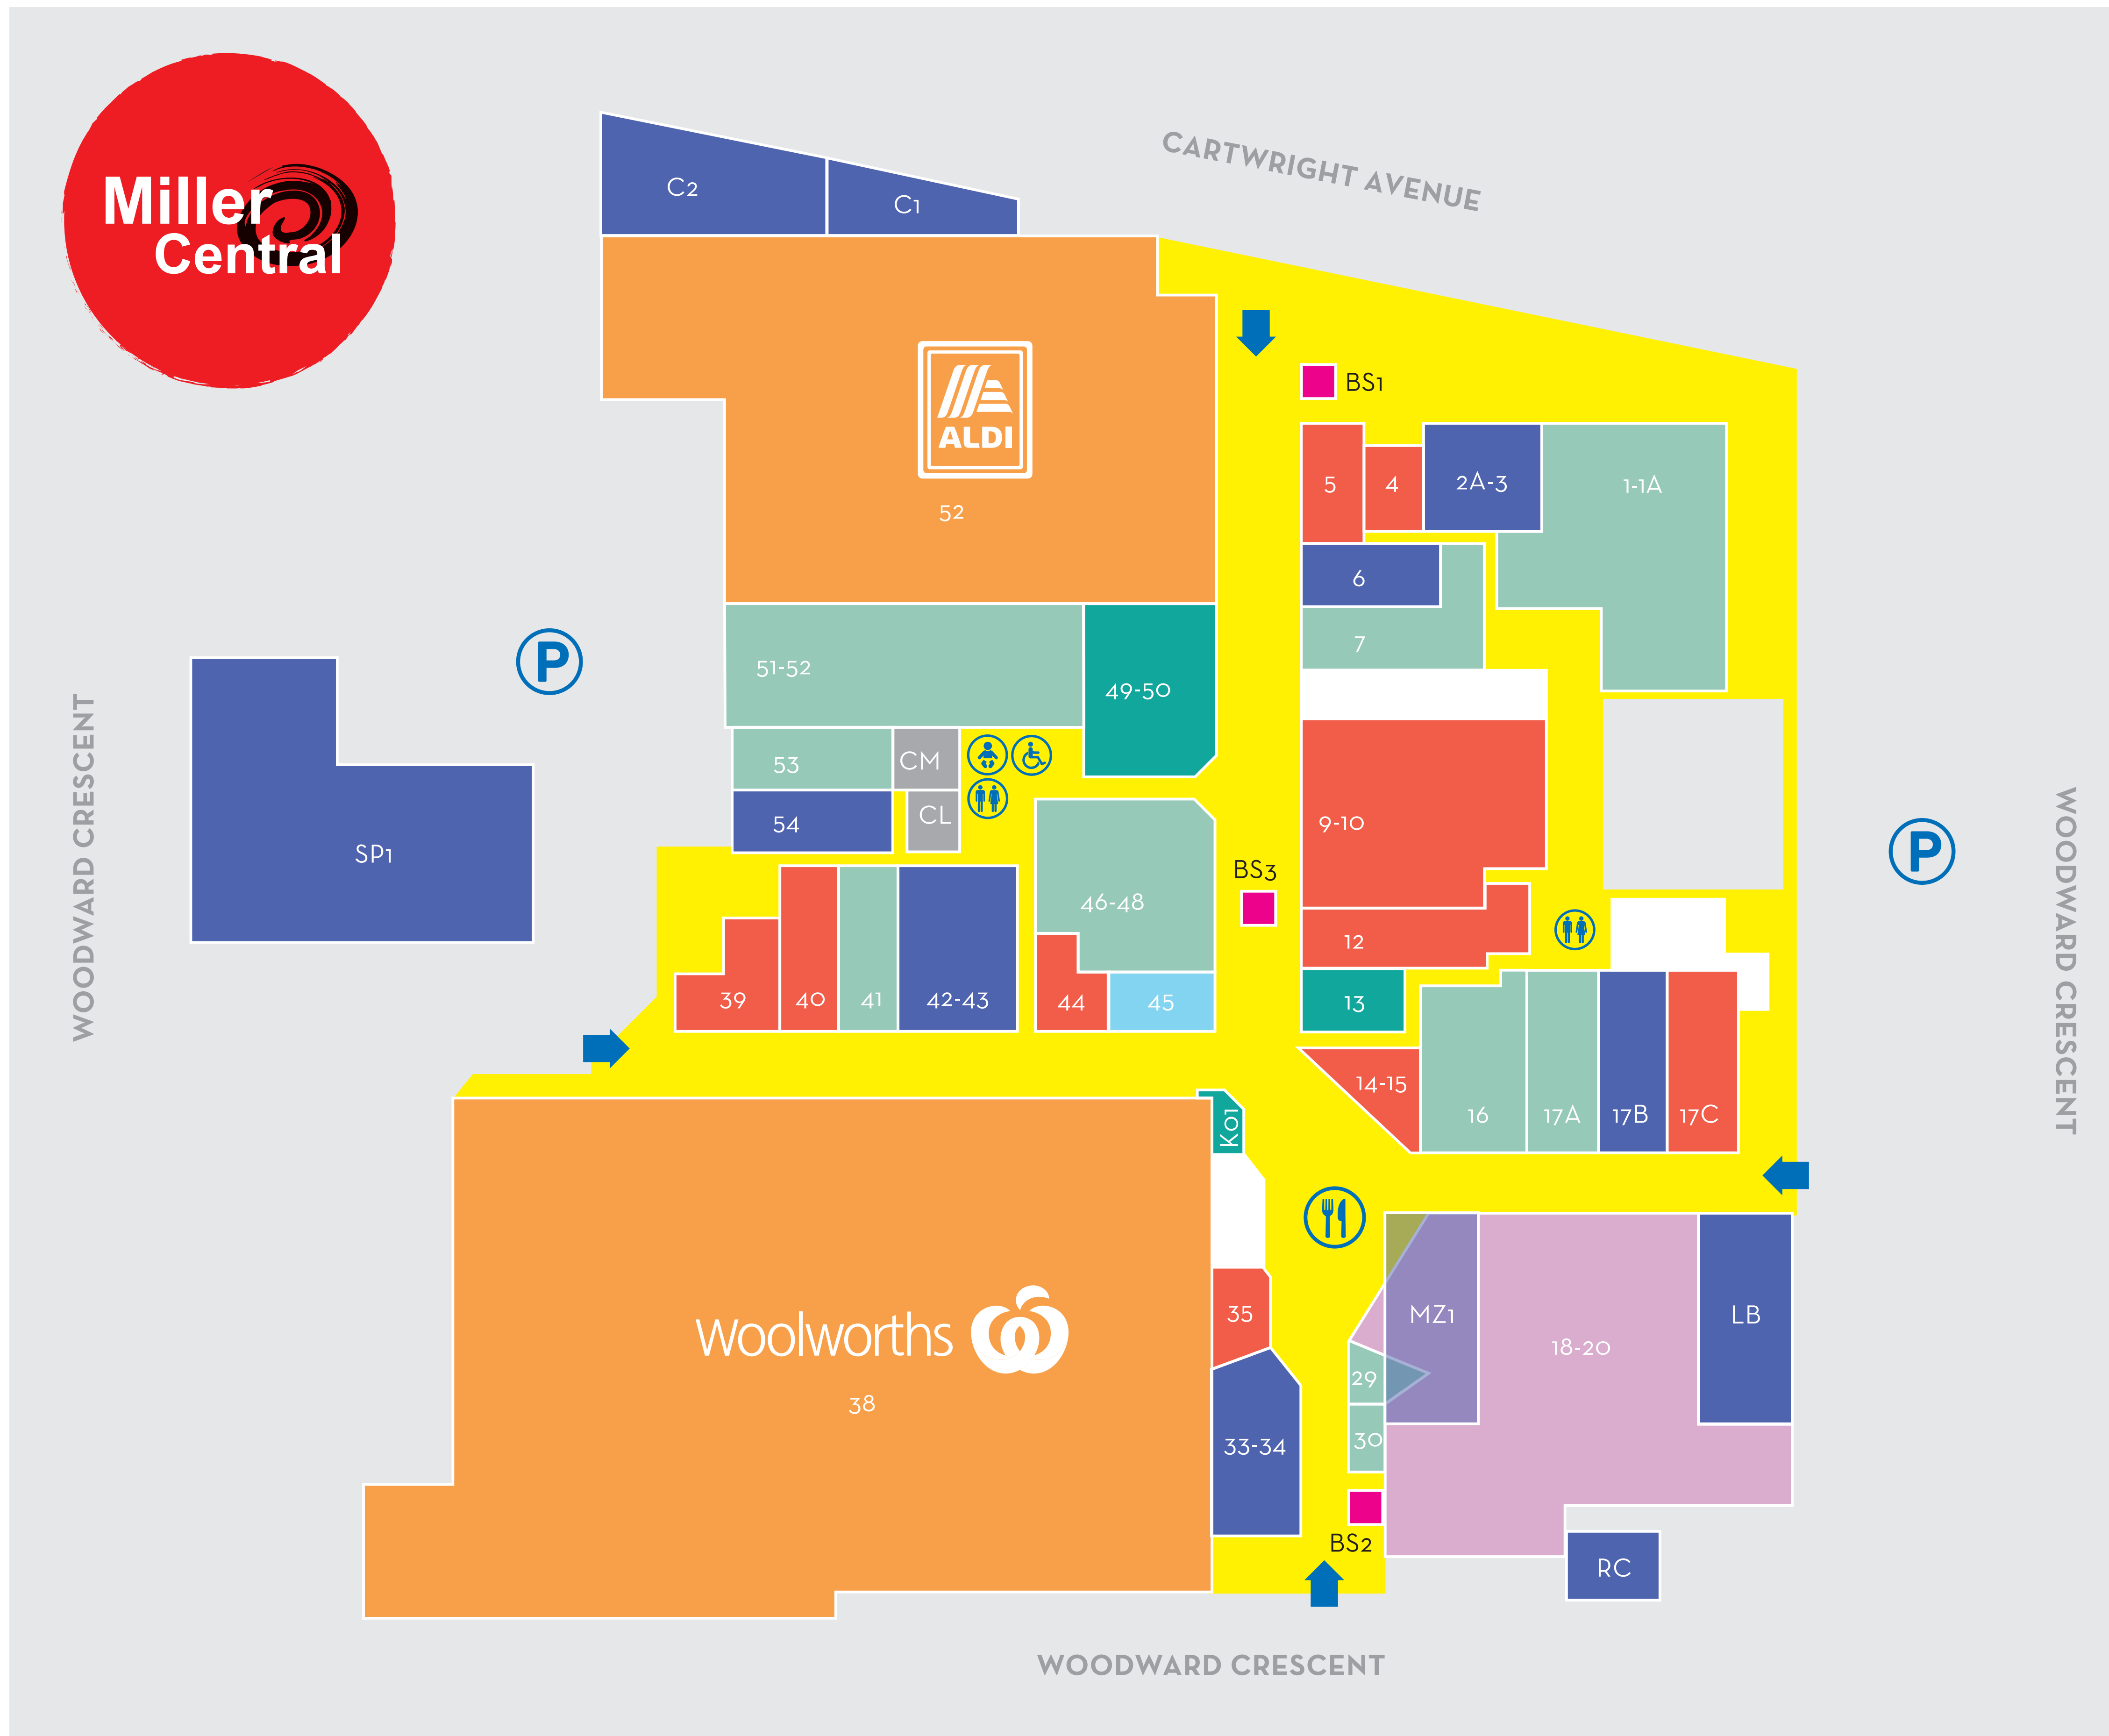 Miller
Central
CARTWRIGHT AVENUE
C2
C1
ALDI
52
BS1
5
4
2A-3
1-1A
6
7
51-52
49-50
P
53
CM
54
CL
SP1
9-10
P
BS3
46-48
12
39
40
41
42-43
44
45
13
14-15
16
17A
17B
17C
K01
WOODWARD CRESCENT
WOODWARD CRESCENT
Woolworths
38
35
MZ1
18-20
LB
29
30
33-34
BS2
RC
WOODWARD CRESCENT